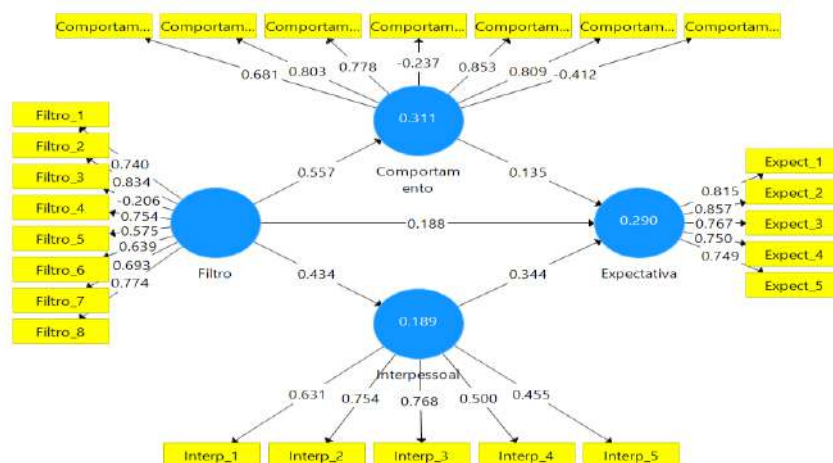 Comportam... Comportam... Comportam... Comportam... Comportam... Comportam... Comportam...
0.681 0.803 0.778 -0.237 0.853 0.809 -0.412
Filtro_1
Filtro_2
Filtro_3
Filtro_4
Filtro_5
Filtro_6
Filtro_7
Filtro_8
0.740
0.834
-0.206
0.754
-0.575
0.639
0.693
0.774
Filtro
0.557
0.188
0.434
0.311
Comportam
ento
0.135
0.189
Interpessoal
0.344
0.290
Expectativa
0.815
0.857
0.767
0.750
0.749
Expect_1
Expect_2
Expect_3
Expect_4
Expect_5
0.631 0.754 0.768 0.500 0.455
Interp_1 Interp_2 Interp_3 Interp_4 Interp_5